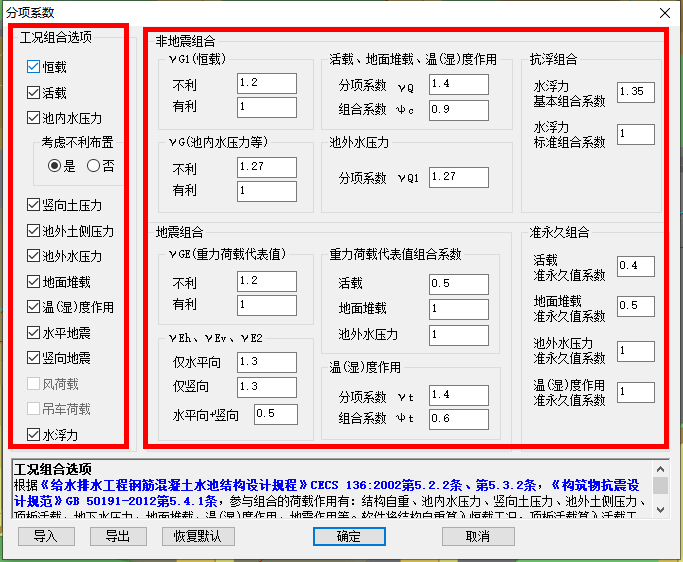 分项系数
工况组合选项
恒载
活载
池内水压力
考虑不利布置
是 否
竖向土压力
池外土侧压力
池外水压力
地面堆载
温(显)度作用
水平地震
竖向地震
风荷载
吊车荷载
水浮力
非地震组合
γG1(恒载)
不利 1.2
有利 1
γG(池内水压力等)
不利 1.27
有利 1
活载、地面堆载、温(显)度作用
分项系数 γQ 1.4
组合系数 ψc 0.9
池外水压力
分项系数 γQ1 1.27
抗浮组合
水浮力
基本组合系数 1.35
水浮力
标准组合系数 1
地震组合
γGE(重力荷载代表值)
不利 1.2
有利 1
γEh、γEv、γE2
仅水平向 1.3
仅竖向 1.3
水平向+竖向 0.5
重力荷载代表值组合系数
活载 0.5
地面堆载 1
池外水压力 1
温(显)度作用
分项系数 γt 1.4
组合系数 ψt 0.6
准永久组合
活载
准永久值系数 0.4
地面堆载
准永久值系数 0.5
池外水压力
准永久值系数 1
温(显)度作用
准永久值系数 1
工况组合选项
根据《给水排水工程钢筋混凝土水池结构设计规程》CECS 136:2002第5.2.2条、第5.3.2条,《构筑物抗震设
计规范》GB 50191-2012第5.4.1条,参与组合的荷载作用有: 结构自重、池内水压力、竖向土压力、池外土侧压力、
顶板活载、地下水压力、地面堆载、温(显)度作用、地震作用等。软件将结构自重算入恒载工况,顶板活载算入活载工
导入 导出 恢复默认 确定 取消